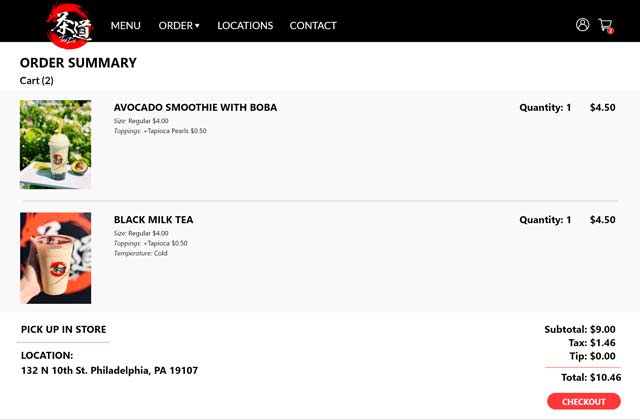 茶道
MENU
ORDER▼
LOCATIONS
CONTACT
2
ORDER SUMMARY
Cart (2)
AVOCADO SMOOTHIE WITH BOBA
Quantity: 1
$4.50
Size: Regular $4.00
Toppings: +Tapioca Pearls $0.50
BLACK MILK TEA
Quantity: 1
$4.50
Size: Regular $4.00
Toppings: +Tapioca $0.50
Temperature: Cold
PICK UP IN STORE
LOCATION:
132 N 10th St. Philadelphia, PA 19107
Subtotal: $9.00
Tax: $1.46
Tip: $0.00
Total: $10.46
CHECKOUT